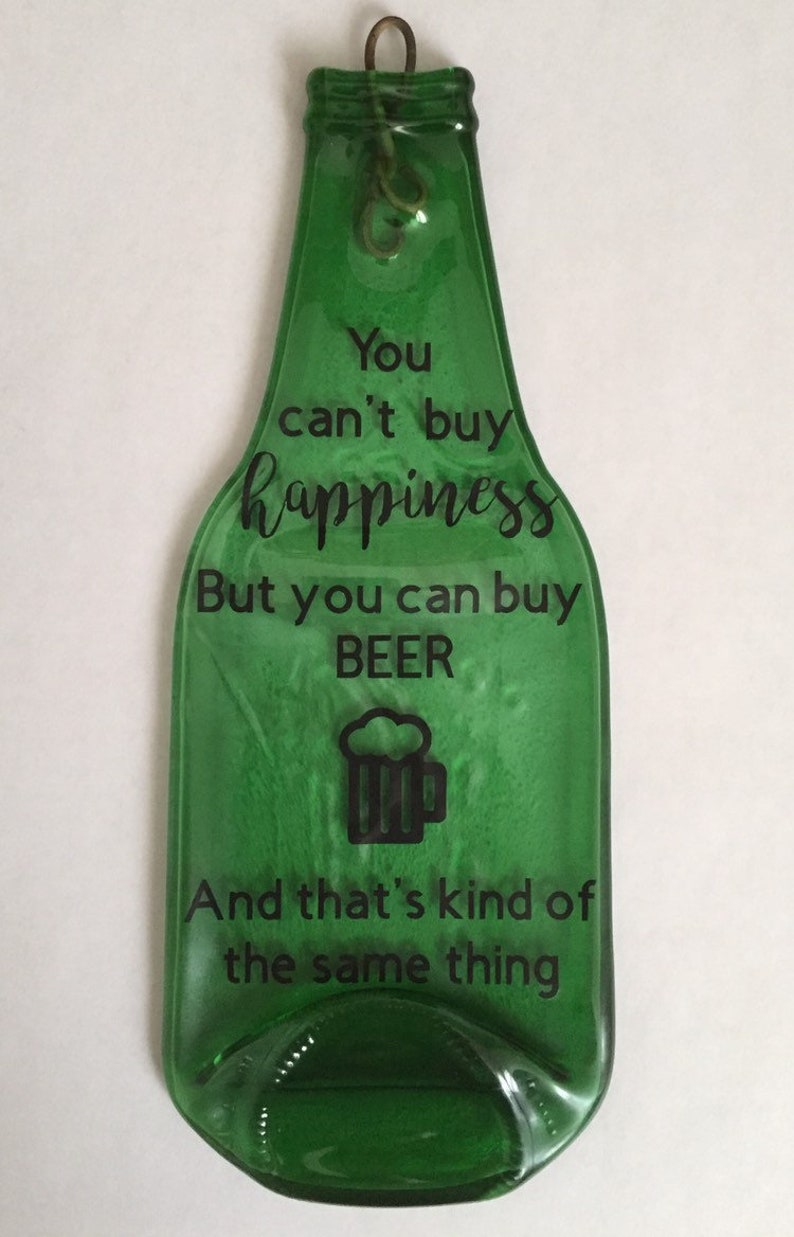 You
can't buy
happiness
But you can buy
BEER
And that's kind of
the same thing